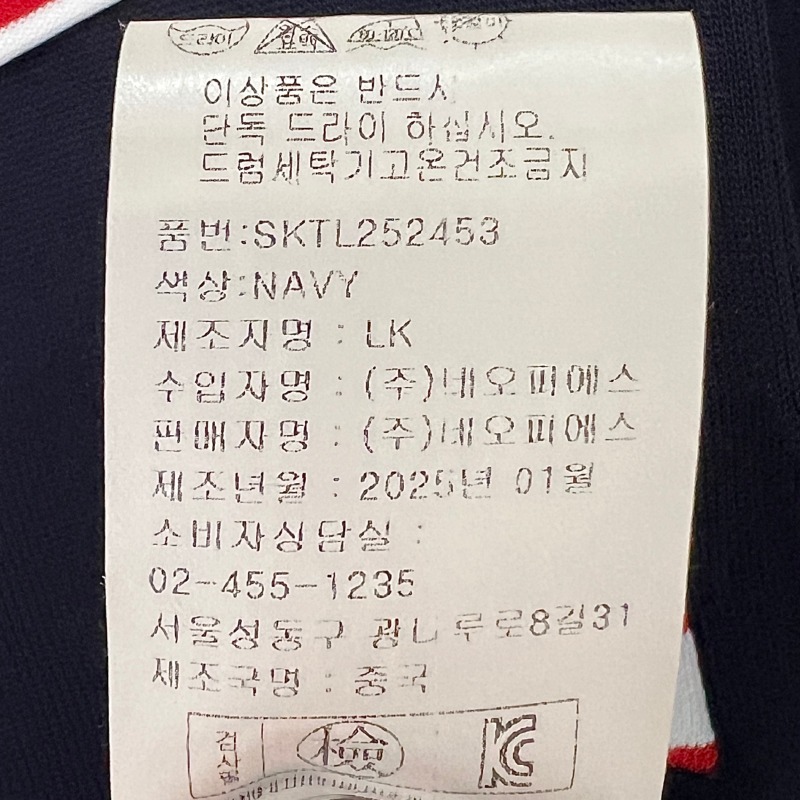 드라이
이상품은 반드시
단독 드라이 하십시오.
드럼세탁기고온건조금지
품번:SKTL252453
색상:NAVY
제조자명 : LK
수입자명 : (주)네오피에스
판매자명 : (주)네오피에스
제조년월 : 2025년 01월
소비자상담실 :
02-455-1235
서울성동구 광나루로8길31
제조국명 : 중국
검사필 檢 KC